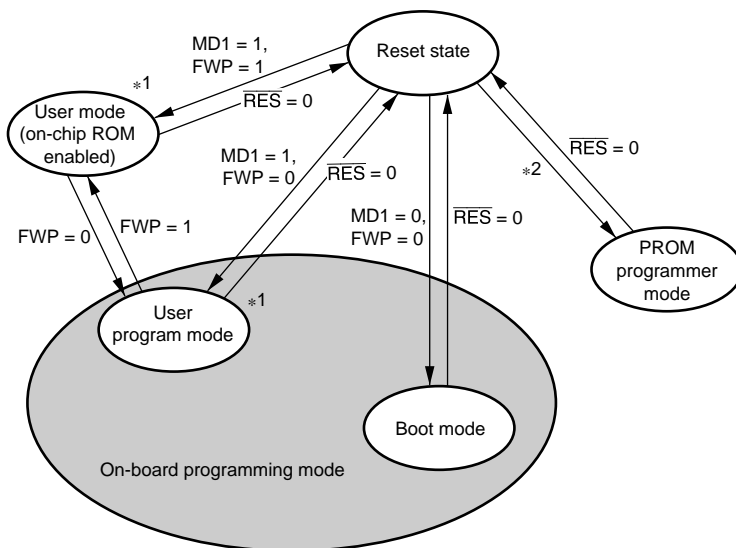 Reset state
MD1 = 1,
FWP = 1
*1
RES = 0
User mode
(on-chip ROM
enabled)
MD1 = 1,
FWP = 0
RES = 0
*2
RES = 0
MD1 = 0,
FWP = 0
RES = 0
FWP = 0
FWP = 1
PROM
programmer
mode
User
program mode
*1
Boot mode
On-board programming mode